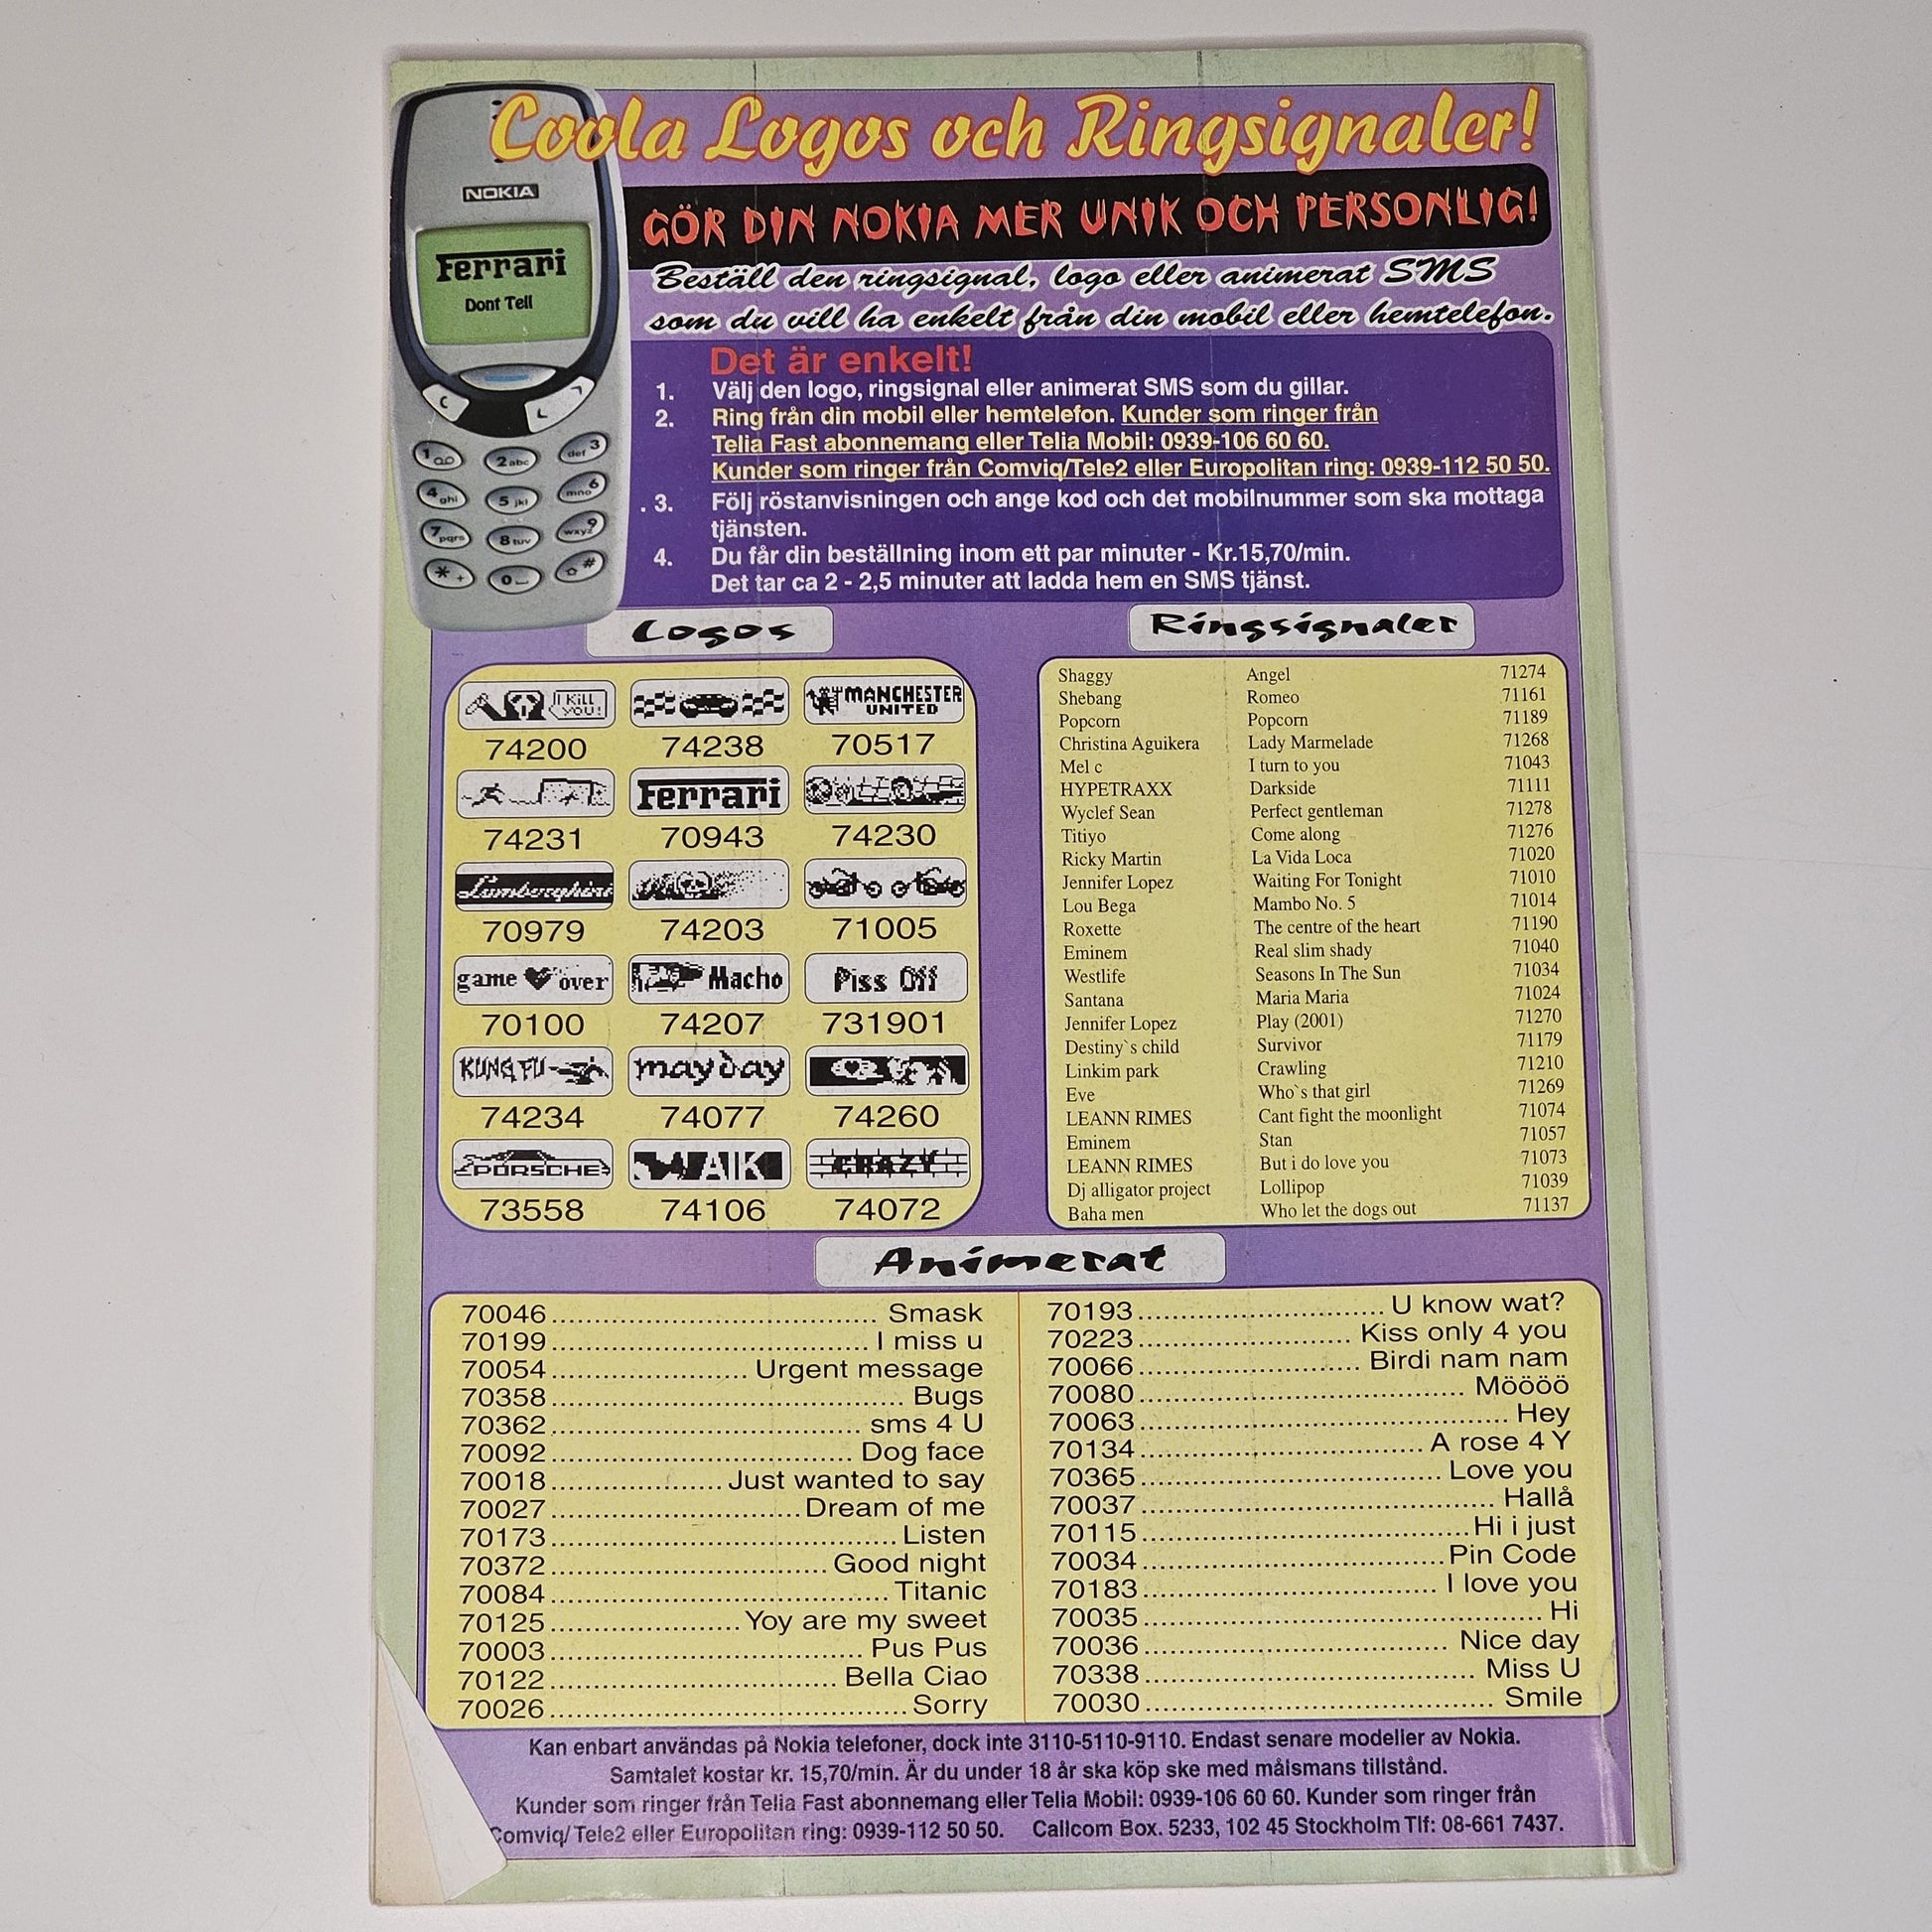 Coola Logos och Ringsignaler!
NOKIA
GÖR DIN NOKIA MER UNIK OCH PERSONLIG!
Ferrari
Dont Tell
Beställ den ringsignal, logo eller animerat SMS
som du vill ha enkelt från din mobil eller hemtelefon.
Det är enkelt!
1. Välj den logo, ringsignal eller animerat SMS som du gillar.
2. Ring från din mobil eller hemtelefon. Kunder som ringer från
Telia Fast abonnemang eller Telia Mobil: 0939-106 60 60.
Kunder som ringer från Comviq/Tele2 eller Europolitan ring: 0939-112 50 50.
. 3. Följ röstanvisningen och ange kod och det mobilnummer som ska mottaga
tjänsten.
4. Du får din beställning inom ett par minuter - Kr.15,70/min.
Det tar ca 2 - 2,5 minuter att ladda hem en SMS tjänst.
C
1 2abc def 3
4ghi 5 jkl mno 6
7pqrs 8 tuv wxyz 9
* + 0 #
Logos
I KILL YOU! MANCHESTER UNITED
74200 74238 70517
Ferrari
74231 70943 74230
Lamborghini
70979 74203 71005
game over Macho Piss Off
70100 74207 731901
KUNG FU mayday
74234 74077 74260
PORSCHE AIK CRAZY
73558 74106 74072
Ringsignaler
Shaggy Angel 71274
Shebang Romeo 71161
Popcorn Popcorn 71189
Christina Aguikera Lady Marmelade 71268
Mel c I turn to you 71043
HYPETRAXX Darkside 71111
Wyclef Sean Perfect gentleman 71278
Titiyo Come along 71276
Ricky Martin La Vida Loca 71020
Jennifer Lopez Waiting For Tonight 71010
Lou Bega Mambo No. 5 71014
Roxette The centre of the heart 71190
Eminem Real slim shady 71040
Westlife Seasons In The Sun 71034
Santana Maria Maria 71024
Jennifer Lopez Play (2001) 71270
Destiny`s child Survivor 71179
Linkim park Crawling 71210
Eve Who`s that girl 71269
LEANN RIMES Cant fight the moonlight 71074
Eminem Stan 71057
LEANN RIMES But i do love you 71073
Dj alligator project Lollipop 71039
Baha men Who let the dogs out 71137
Animerat
70046 Smask
70199 I miss u
70054 Urgent message
70358 Bugs
70362 sms 4 U
70092 Dog face
70018 Just wanted to say
70027 Dream of me
70173 Listen
70372 Good night
70084 Titanic
70125 Yoy are my sweet
70003 Pus Pus
70122 Bella Ciao
70026 Sorry
70193 U know wat?
70223 Kiss only 4 you
70066 Birdi nam nam
70080 Möööö
70063 Hey
70134 A rose 4 Y
70365 Love you
70037 Hallå
70115 Hi i just
70034 Pin Code
70183 I love you
70035 Hi
70036 Nice day
70338 Miss U
70030 Smile
Kan enbart användas på Nokia telefoner, dock inte 3110-5110-9110. Endast senare modeller av Nokia.
Samtalet kostar kr. 15,70/min. Är du under 18 år ska köp ske med målsmans tillstånd.
Kunder som ringer från Telia Fast abonnemang eller Telia Mobil: 0939-106 60 60. Kunder som ringer från
Comviq/Tele2 eller Europolitan ring: 0939-112 50 50. Callcom Box. 5233, 102 45 Stockholm Tlf: 08-661 7437.